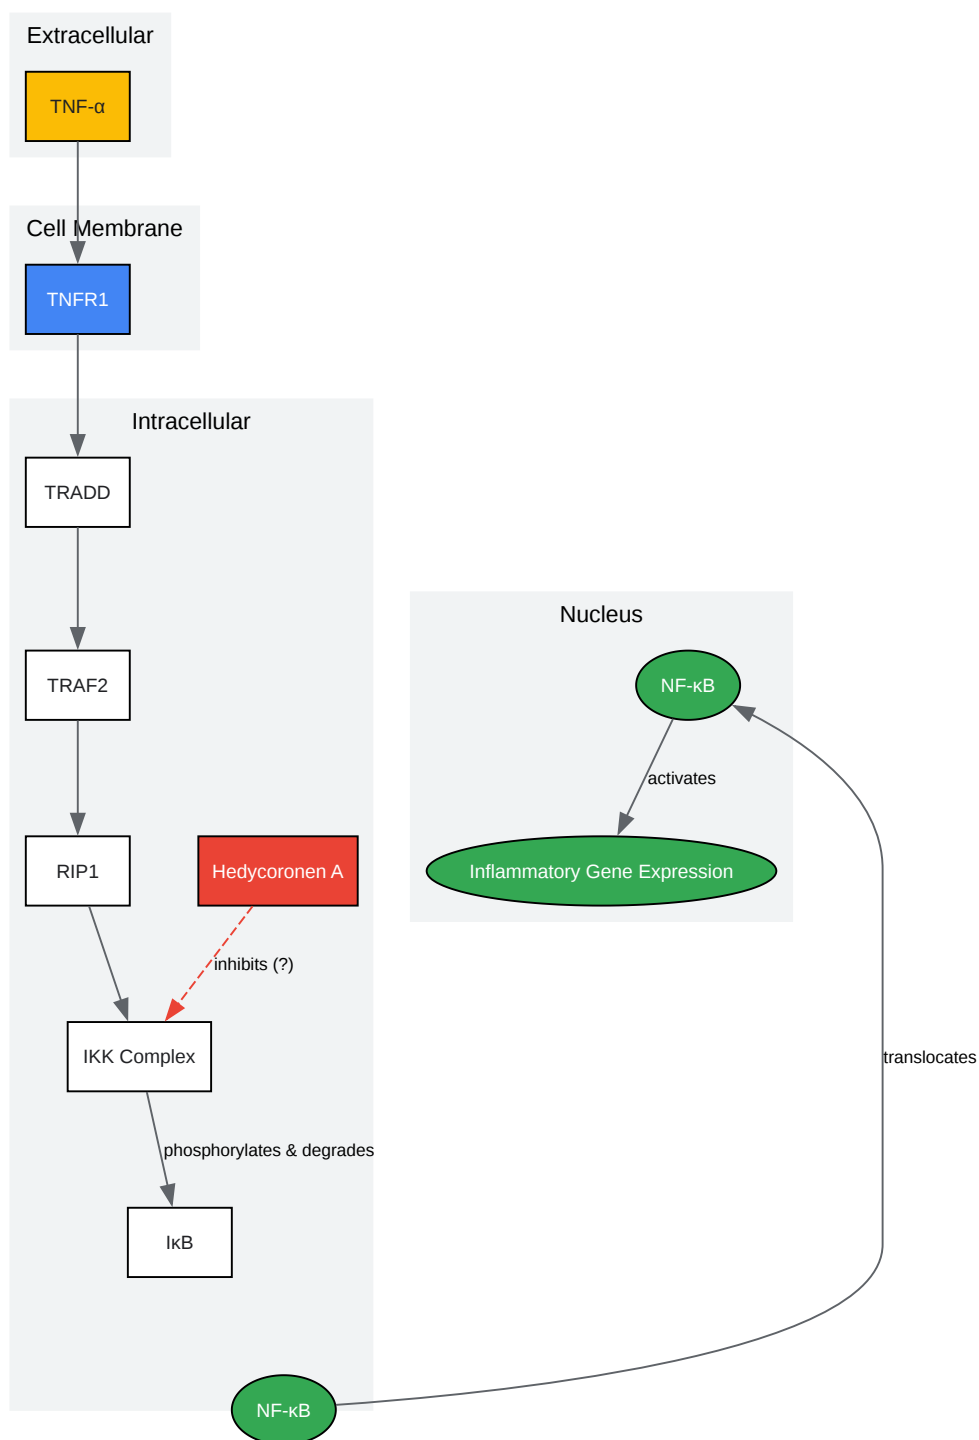 Extracellular
TNF-α
Cell Membrane
TNFR1
Intracellular
TRADD
Nucleus
TRAF2
NF-κB
activates
RIP1
Hedycoronen A
Inflammatory Gene Expression
inhibits (?)
IKK Complex
translocates
phosphorylates & degrades
IκB
NF-κB